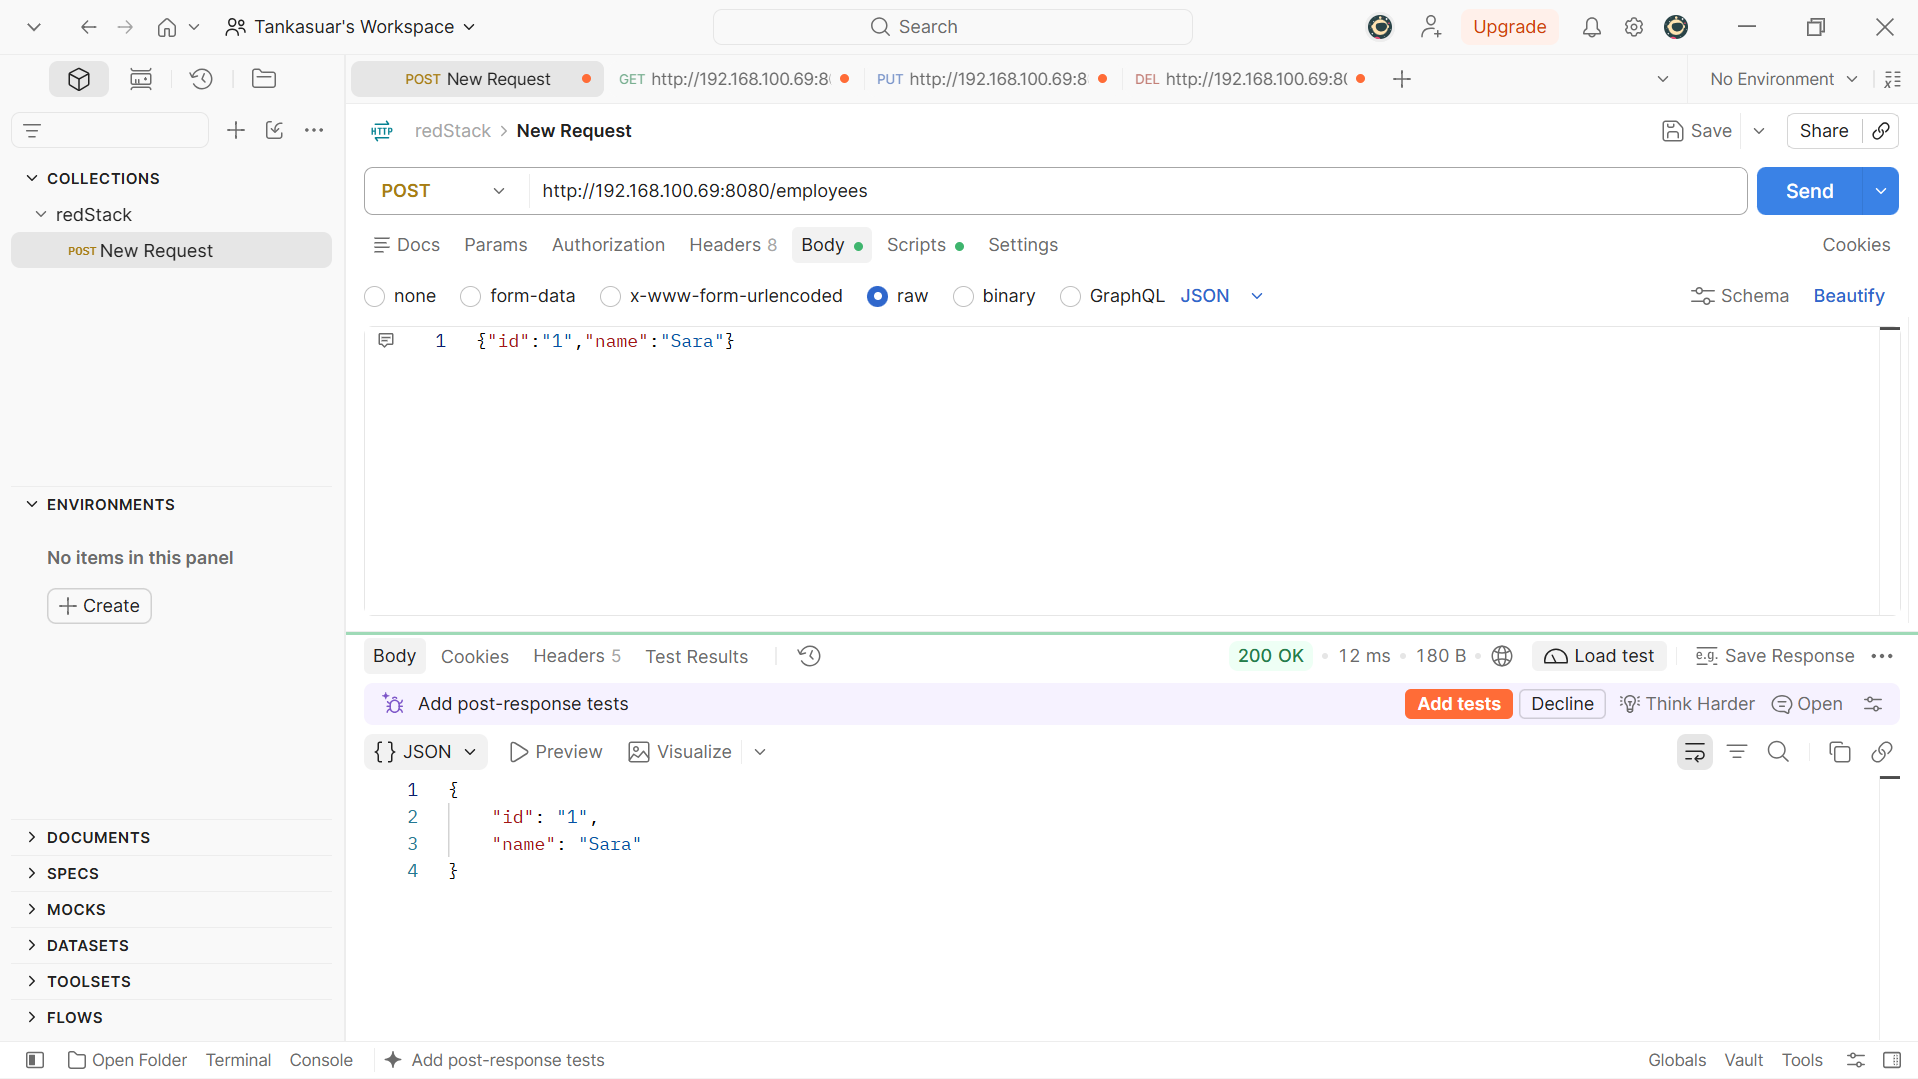 Tankasuar's Workspace
Search
Upgrade
POST New Request
GET http://192.168.100.69:8
PUT http://192.168.100.69:8
DEL http://192.168.100.69:8
No Environment
COLLECTIONS
redStack
POST New Request
ENVIRONMENTS
No items in this panel
Create
DOCUMENTS
SPECS
MOCKS
DATASETS
TOOLSETS
FLOWS
HTTP redStack > New Request
Save
Share
POST http://192.168.100.69:8080/employees
Send
Docs Params Authorization Headers 8 Body Scripts Settings Cookies
none form-data x-www-form-urlencoded raw binary GraphQL JSON Schema Beautify
1 {"id":"1","name":"Sara"}
Body Cookies Headers 5 Test Results 200 OK • 12 ms • 180 B • Load test e.g. Save Response
Add post-response tests Add tests Decline Think Harder Open
{} JSON Preview Visualize
1 {
2 "id": "1",
3 "name": "Sara"
4 }
Open Folder Terminal Console Add post-response tests Globals Vault Tools